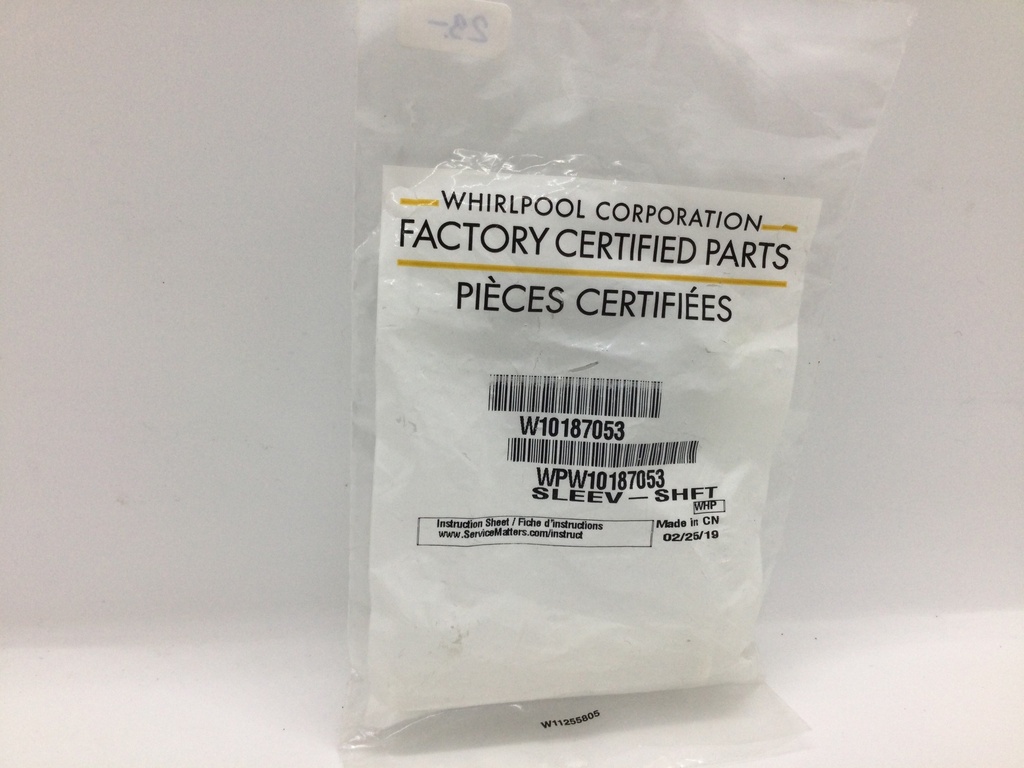 23.-
WHIRLPOOL CORPORATION
FACTORY CERTIFIED PARTS
PIÈCES CERTIFIÉES
W10187053
WPW10187053
SLEEV - SHFT
WHP
Instruction Sheet / Fiche d'instructions
www.ServiceMatters.com/instruct
Made in CN
02/25/19
W11255805